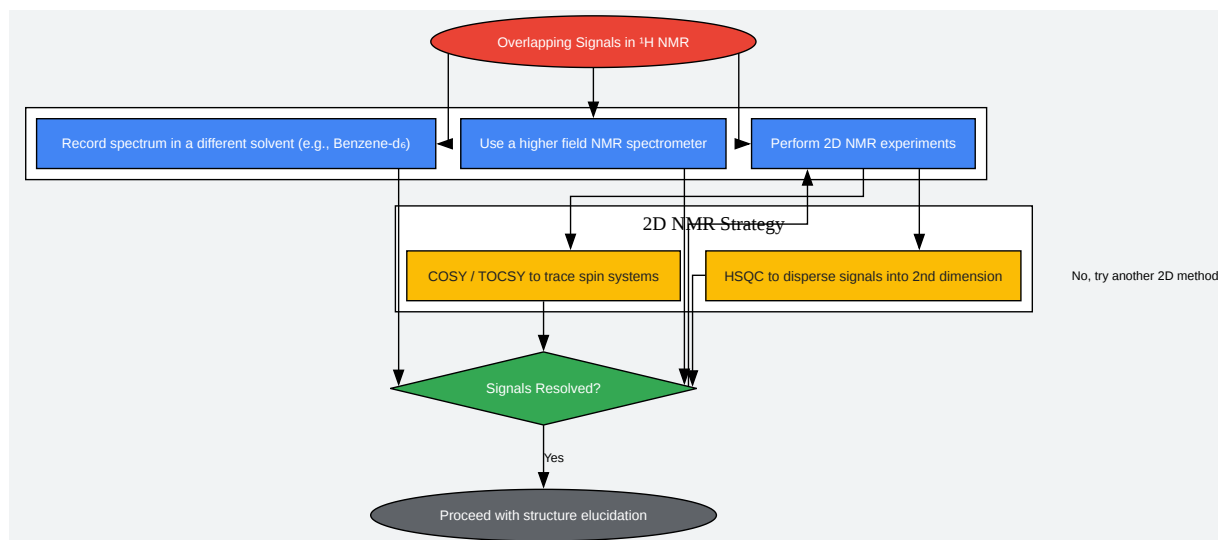 Overlapping Signals in ¹H NMR
Record spectrum in a different solvent (e.g., Benzene-d₆)
Use a higher field NMR spectrometer
Perform 2D NMR experiments
2D NMR Strategy
COSY / TOCSY to trace spin systems
HSQC to disperse signals into 2nd dimension
No, try another 2D method
Signals Resolved?
Yes
Proceed with structure elucidation